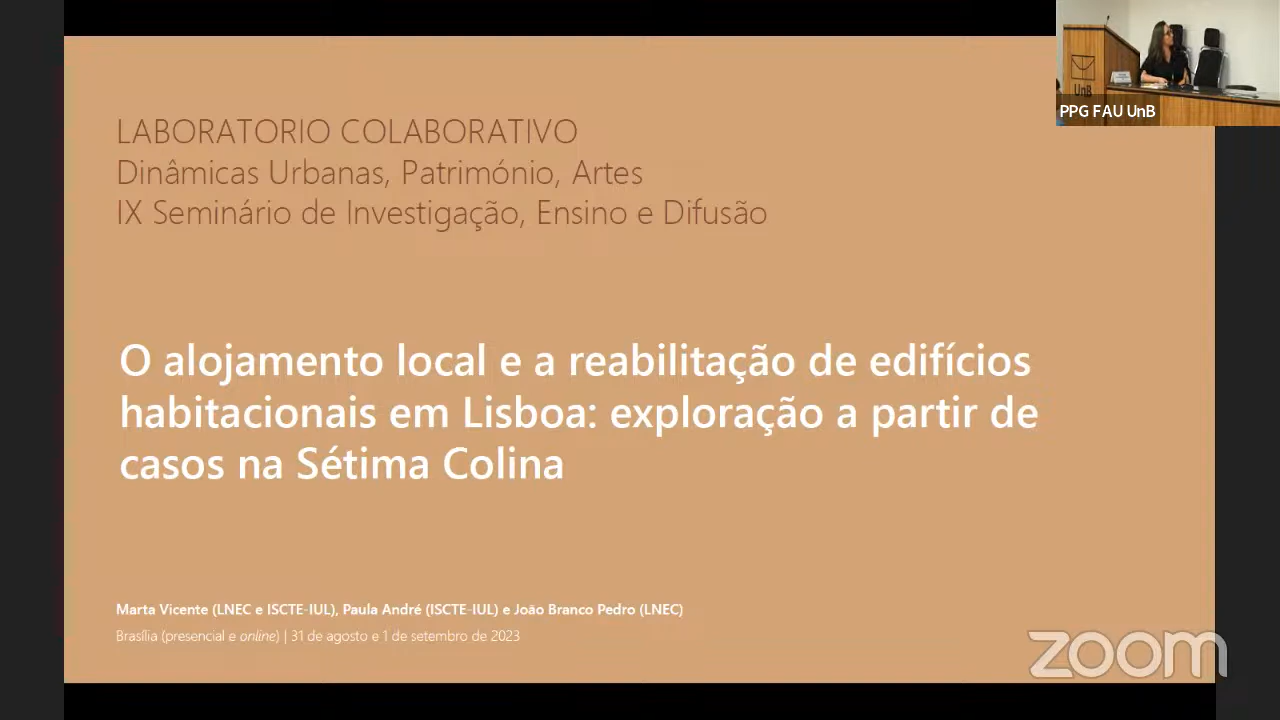 LABORATORIO COLABORATIVO
Dinâmicas Urbanas, Património, Artes
IX Seminário de Investigação, Ensino e Difusão
UnB
PPG FAU UnB
O alojamento local e a reabilitação de edifícios
habitacionais em Lisboa: exploração a partir de
casos na Sétima Colina
Marta Vicente (LNEC e ISCTE-IUL), Paula André (ISCTE-IUL) e João Branco Pedro (LNEC)
Brasília (presencial e online) | 31 de agosto e 1 de setembro de 2023
zoom